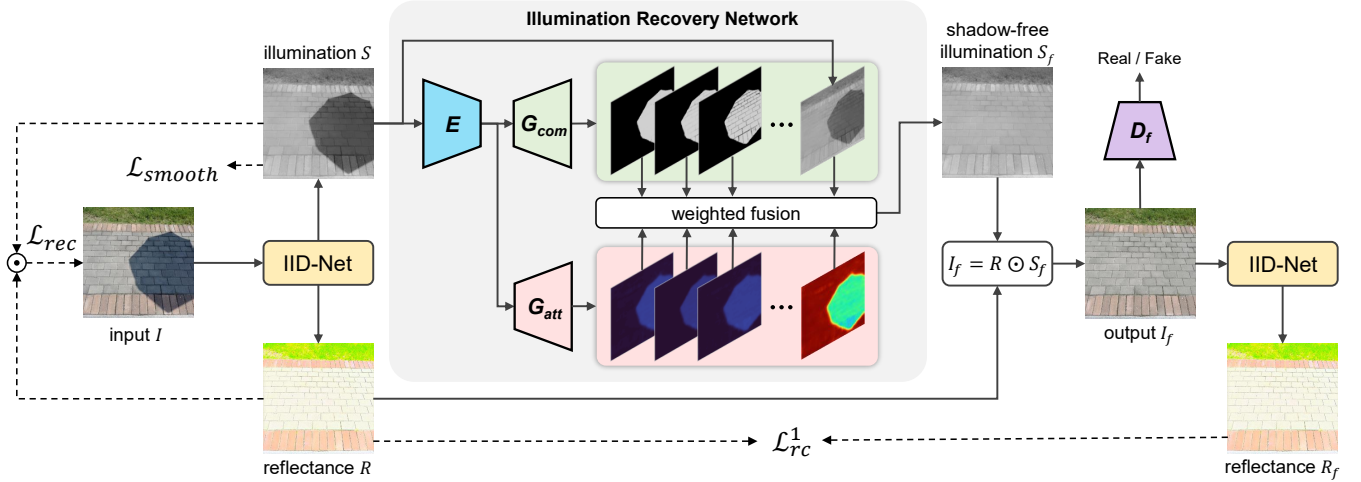 Illumination Recovery Network
illumination S
shadow-free
illumination S_f
Real / Fake
E
G_com
...
D_f
L_smooth
weighted fusion
L_rec
IID-Net
I_f = R ⊙ S_f
IID-Net
G_att
...
input I
output I_f
L_rc^1
reflectance R
reflectance R_f